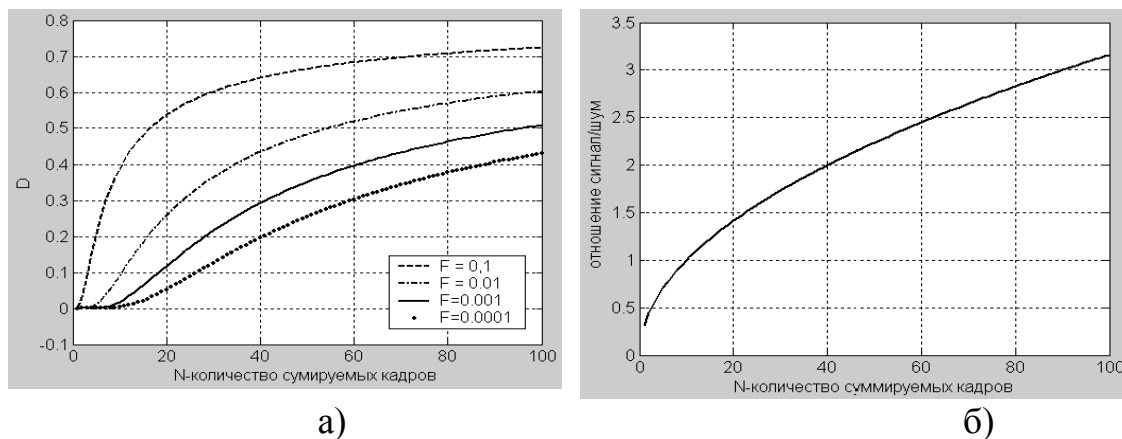 0.8
0.7
0.6
0.5
0.4
0.3
0.2
0.1
0
-0.1
D
0 20 40 60 80 100
N-количество сумируемых кадров
F = 0,1
F = 0.01
F=0.001
F=0.0001
а)
3.5
3
2.5
2
1.5
1
0.5
0
отношение сигнал/шум
0 20 40 60 80 100
N-количество суммируемых кадров
б)